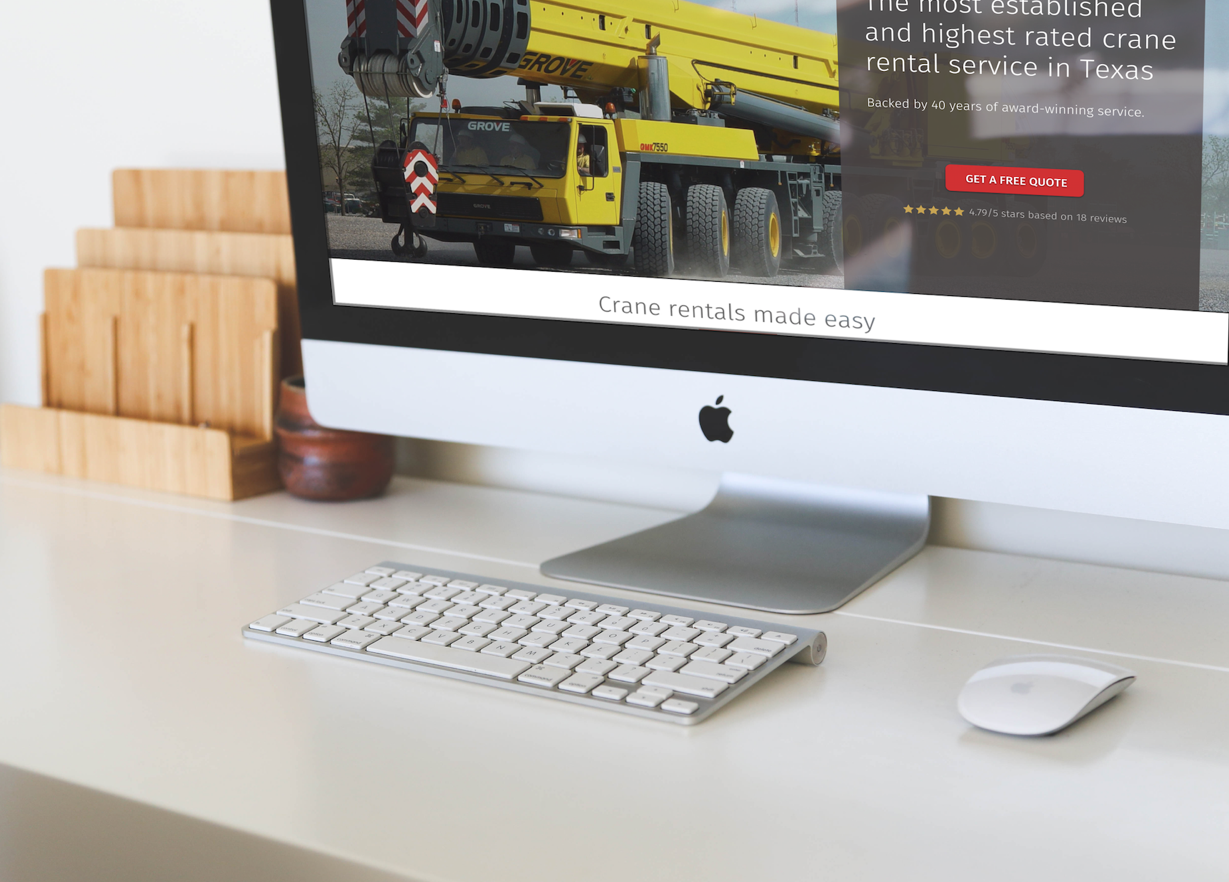 The most established
and highest rated crane
rental service in Texas
Backed by 40 years of award-winning service.
GET A FREE QUOTE
4.79/5 stars based on 18 reviews
GROVE
GROVE
GMK7550
GROVE
Crane rentals made easy